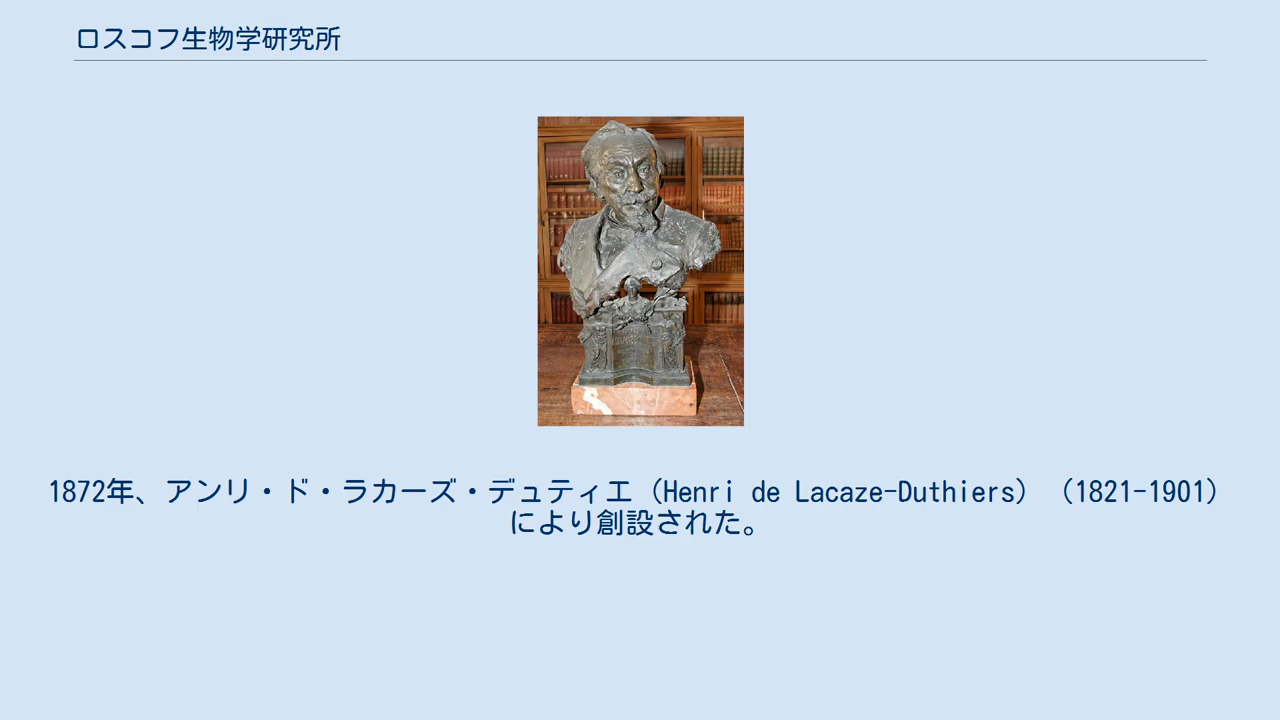 ロスコフ生物学研究所
1872年、アンリ・ド・ラカーズ・デュティエ（Henri de Lacaze-Duthiers）（1821-1901）
により創設された。